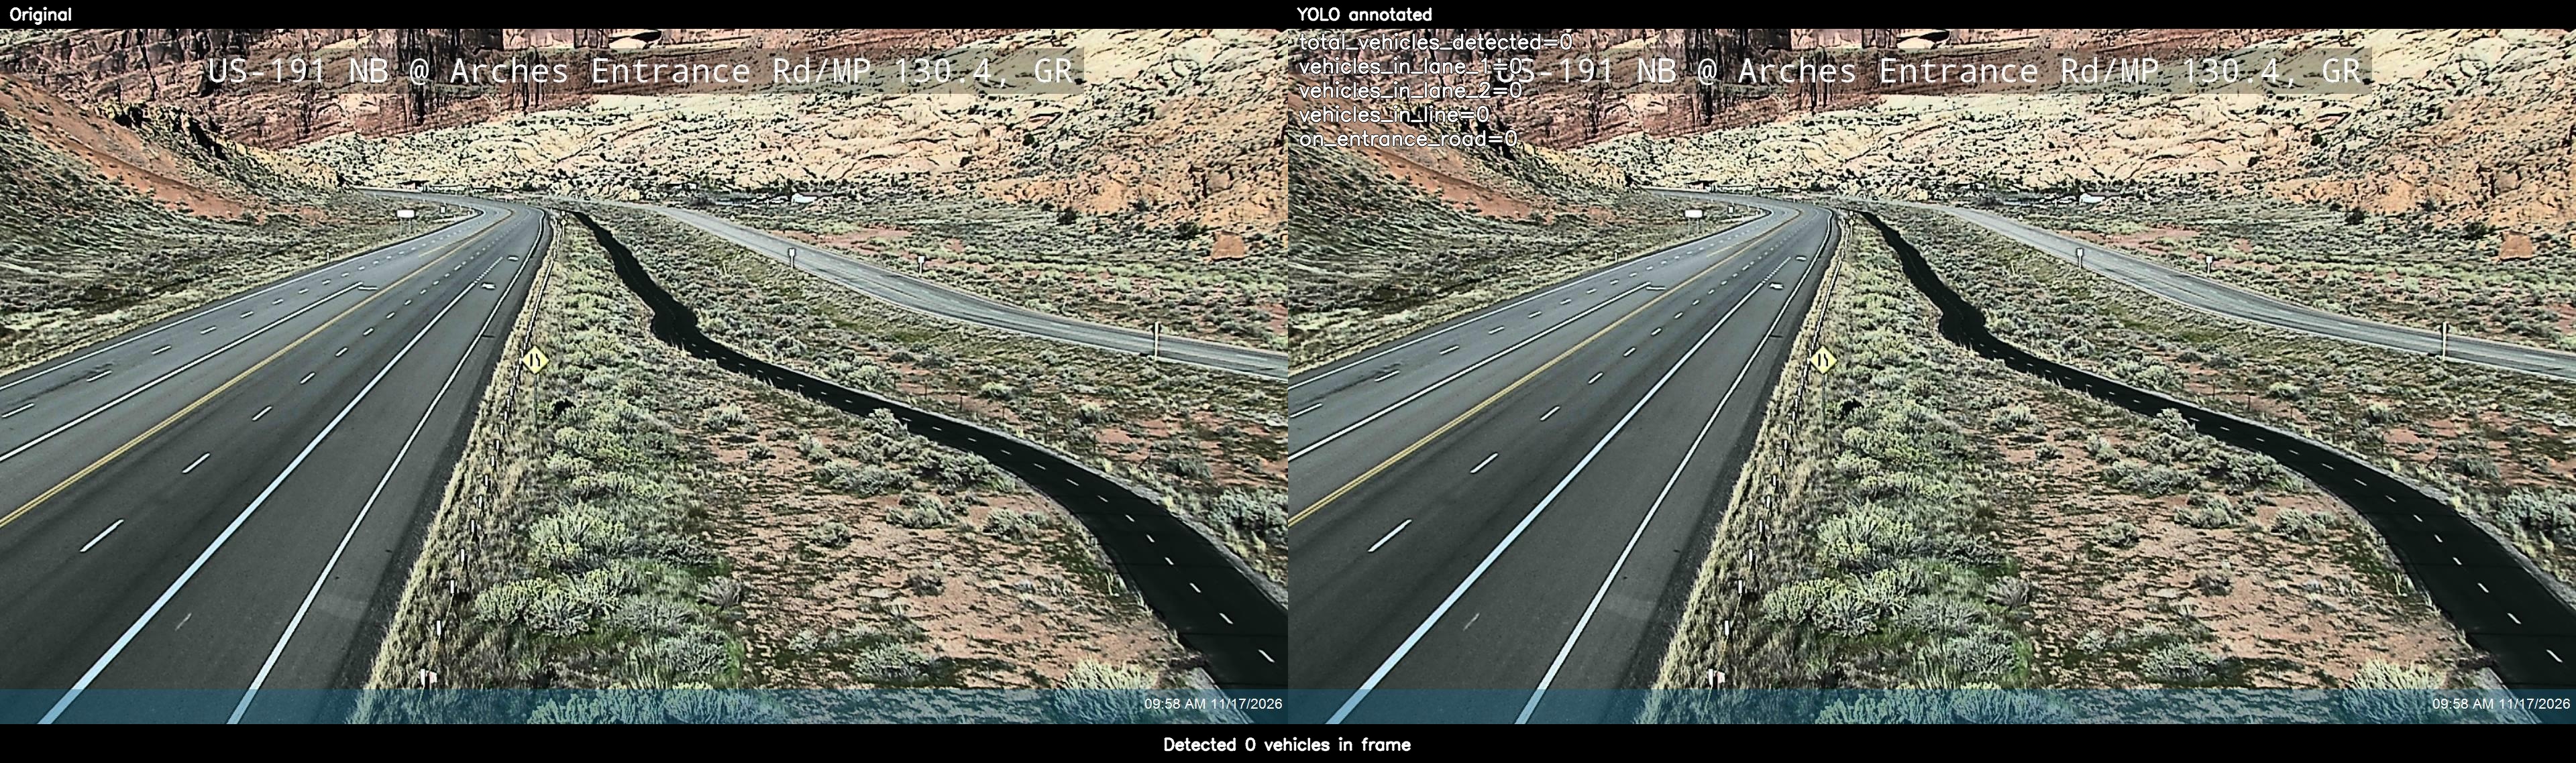 Original
YOLO annotated
US-191 NB @ Arches Entrance Rd/MP 130.4, GR
total_vehicles_detected=0
vehicles_in_lane_1=0
US-191 NB @ Arches Entrance Rd/MP 130.4, GR
vehicles_in_lane_2=0
vehicles_in_line=0
on_entrance_road=0
09:58 AM 11/17/2026
09:58 AM 11/17/2026
Detected 0 vehicles in frame